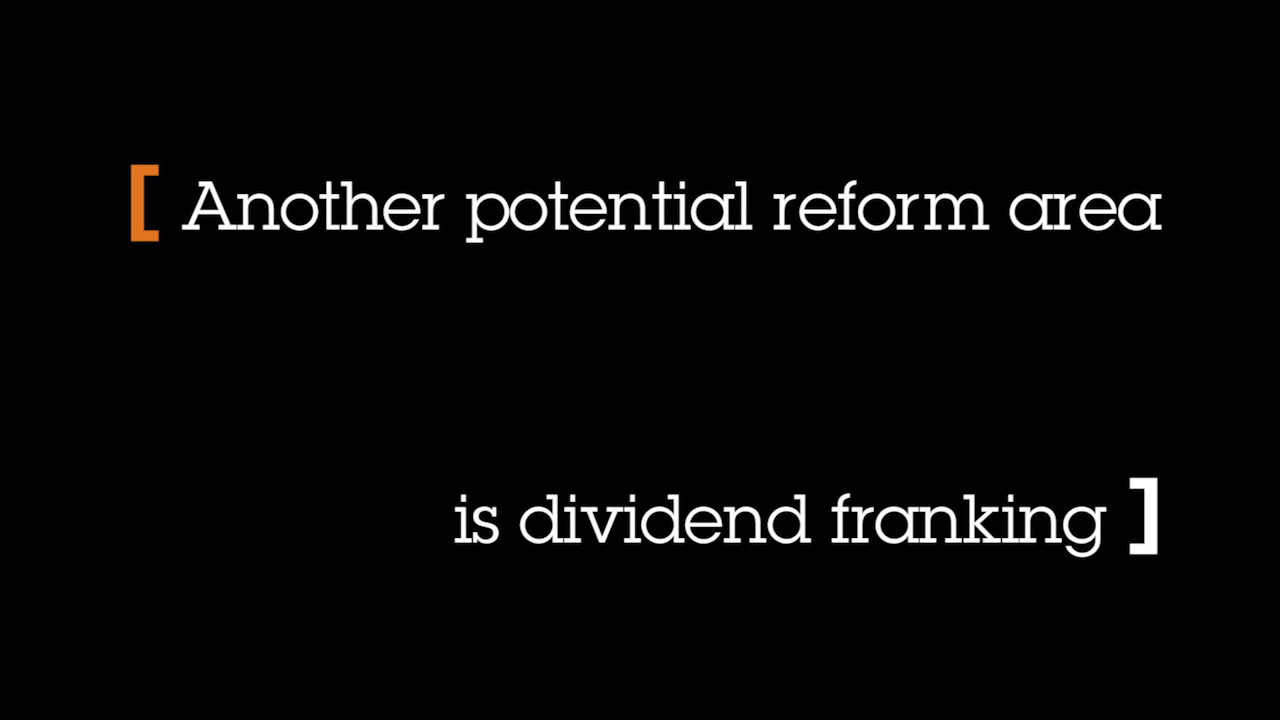 [ Another potential reform area
is dividend franking ]